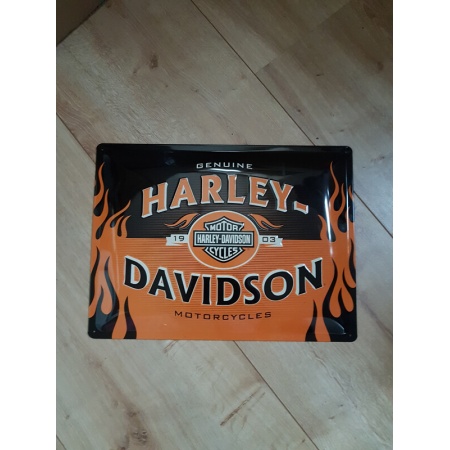 GENUINE
HARLEY-
MOTOR
19 HARLEY-DAVIDSON 03
CYCLES
DAVIDSON
MOTORCYCLES